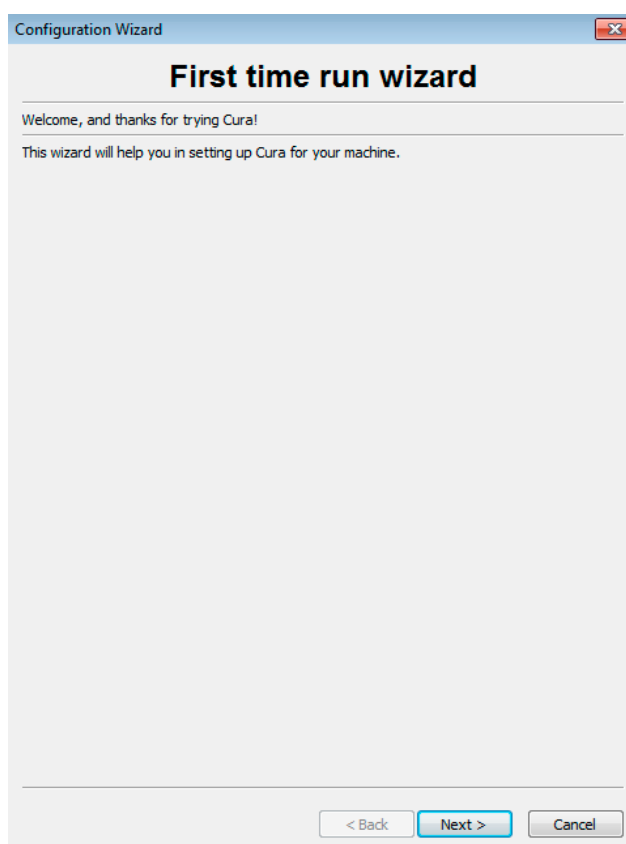 Configuration Wizard
First time run wizard
Welcome, and thanks for trying Cura!
This wizard will help you in setting up Cura for your machine.
< Back Next > Cancel